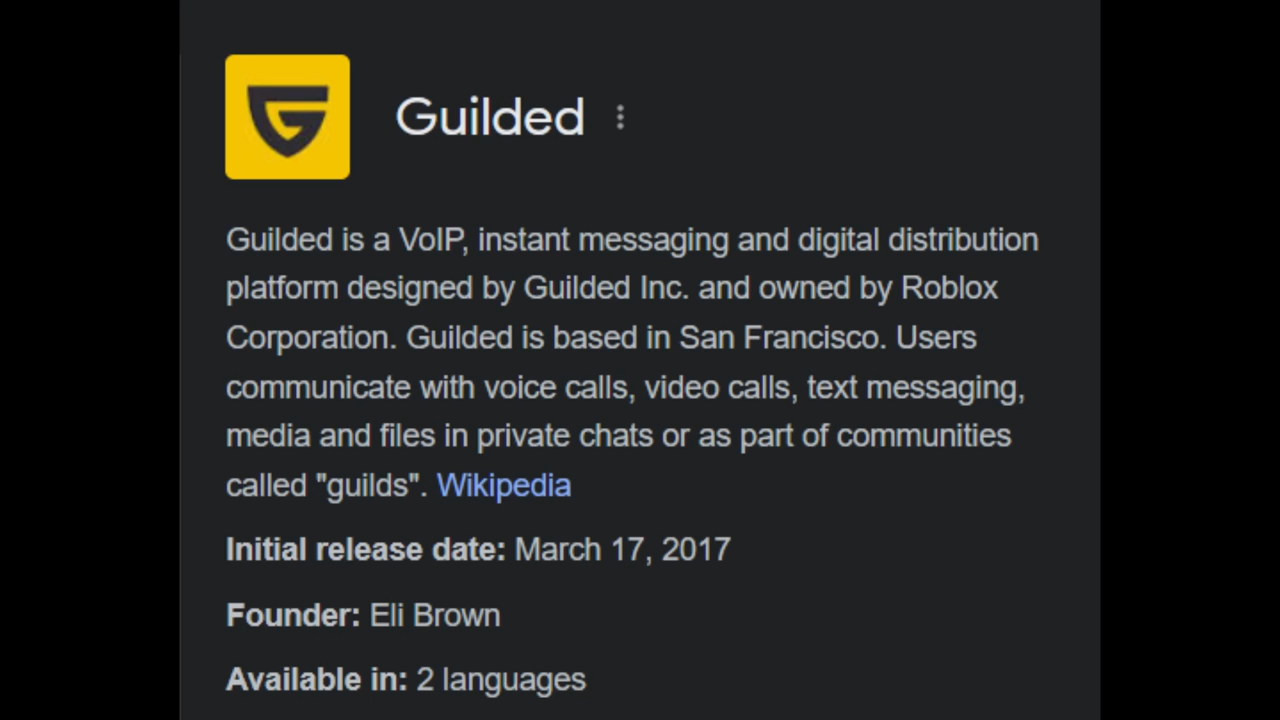 Guilded
Guilded is a VoIP, instant messaging and digital distribution
platform designed by Guilded Inc. and owned by Roblox
Corporation. Guilded is based in San Francisco. Users
communicate with voice calls, video calls, text messaging,
media and files in private chats or as part of communities
called "guilds". Wikipedia
Initial release date: March 17, 2017
Founder: Eli Brown
Available in: 2 languages